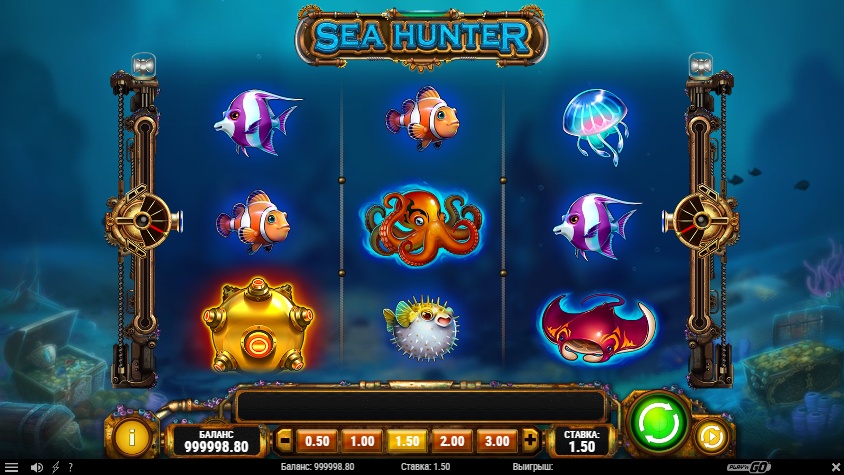 SEA HUNTER
БАЛАНС
999998.80
0.50 1.00 1.50 2.00 3.00
СТАВКА:
1.50
Баланс: 999998.80 Ставка: 1.50 Выигрыш:
PLAY'N GO